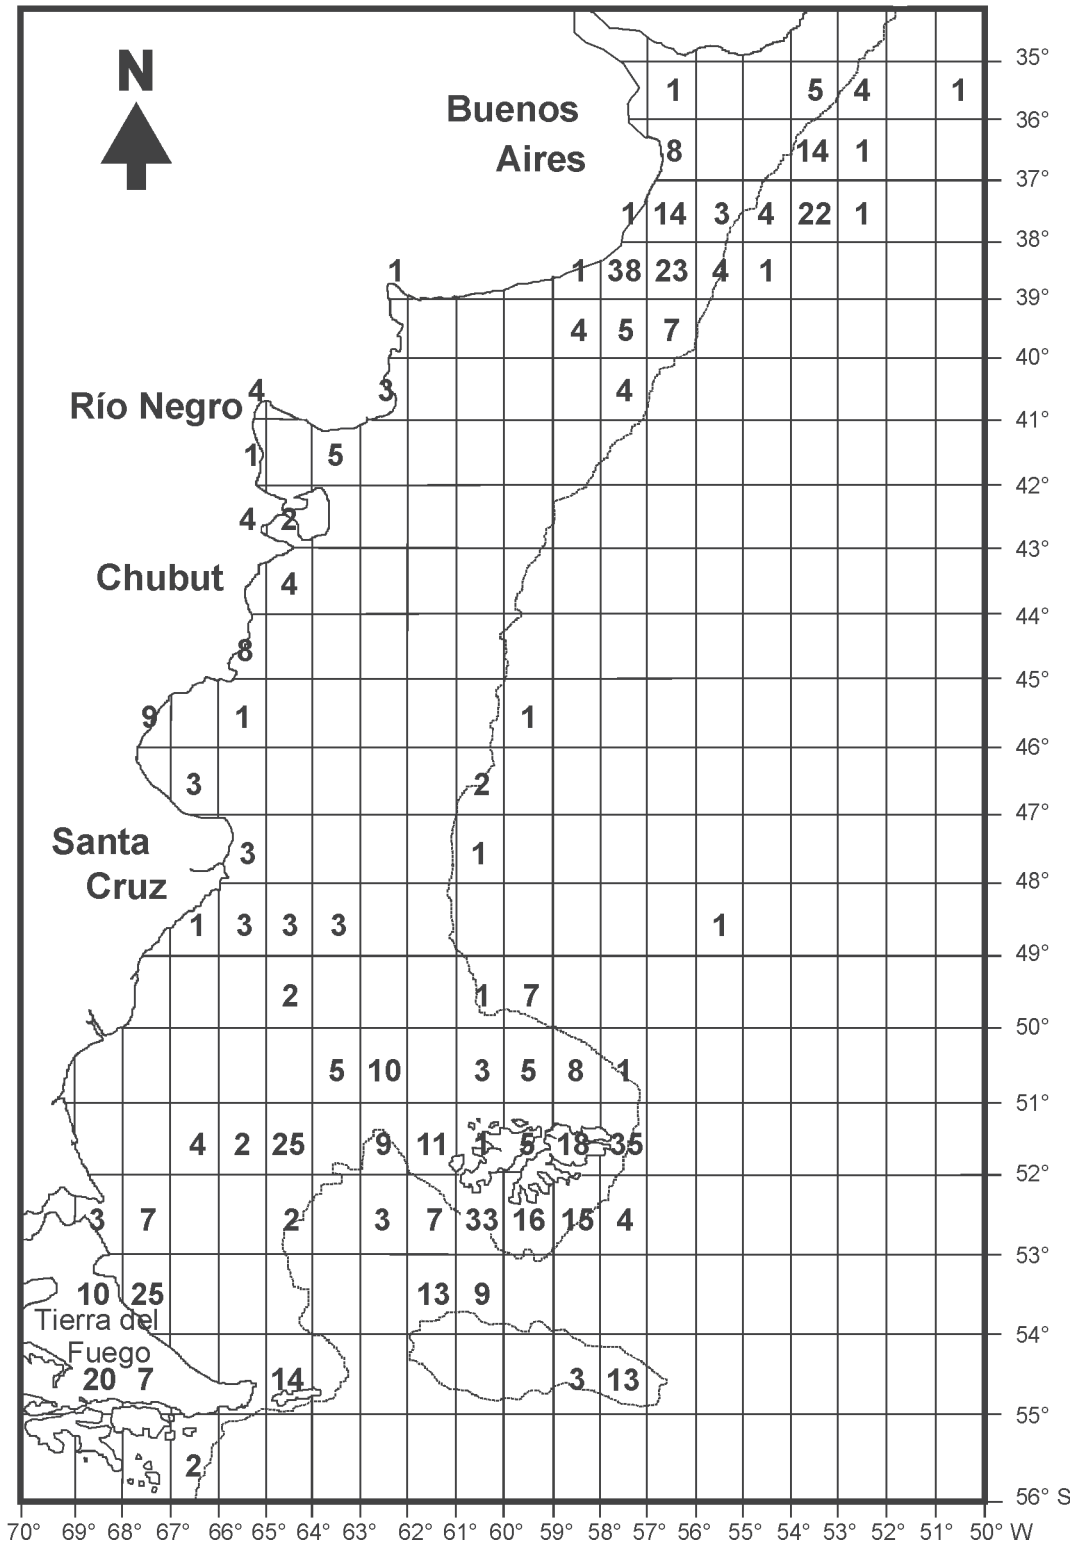 35°
N
1 5 4 1
Buenos
36°
Aires
8 14 1
37°
1 14 3 4 22 1
38°
1 1 38 23 4 1
39°
4 5 7
40°
4 3 4
Río Negro
41°
1 5
42°
4 2
43°
Chubut
4
44°
8
45°
9 1 1
46°
3 2
47°
Santa
3 1
48°
Cruz
1 3 3 3 1
49°
2 1 7
50°
5 10 3 5 8 1
51°
4 2 25 9 11 1 5 18 35
52°
3 7 2 3 7 33 16 15 4
53°
10 25 13 9
Tierra del
54°
Fuego
20 7 14 3 13
55°
2
56° S
70° 69° 68° 67° 66° 65° 64° 63° 62° 61° 60° 59° 58° 57° 56° 55° 54° 53° 52° 51° 50° W